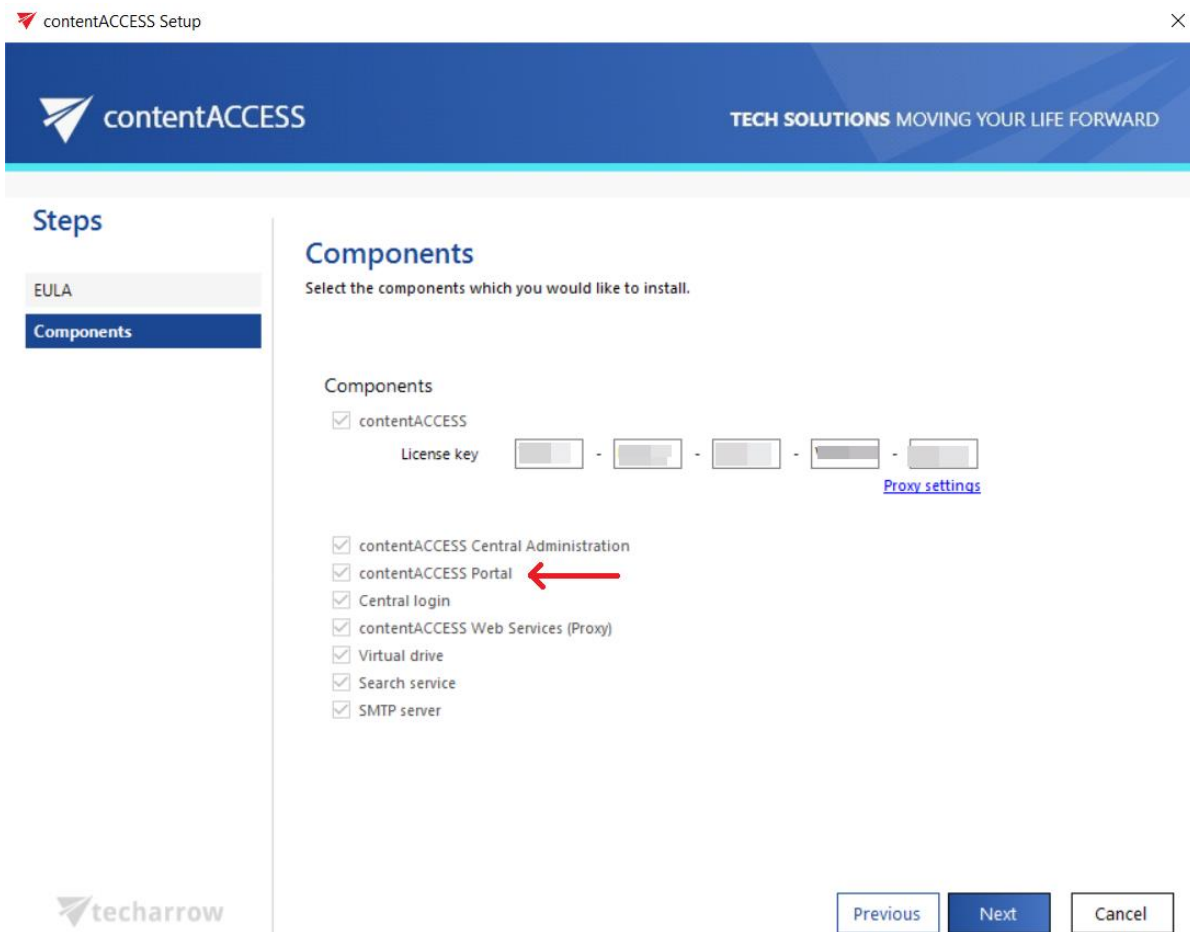 contentACCESS Setup
contentACCESS
TECH SOLUTIONS MOVING YOUR LIFE FORWARD
Steps
EULA
Components
Components
Select the components which you would like to install.
Components
contentACCESS
License key - - - -
Proxy settings
contentACCESS Central Administration
contentACCESS Portal
Central login
contentACCESS Web Services (Proxy)
Virtual drive
Search service
SMTP server
techarrow
Previous Next Cancel